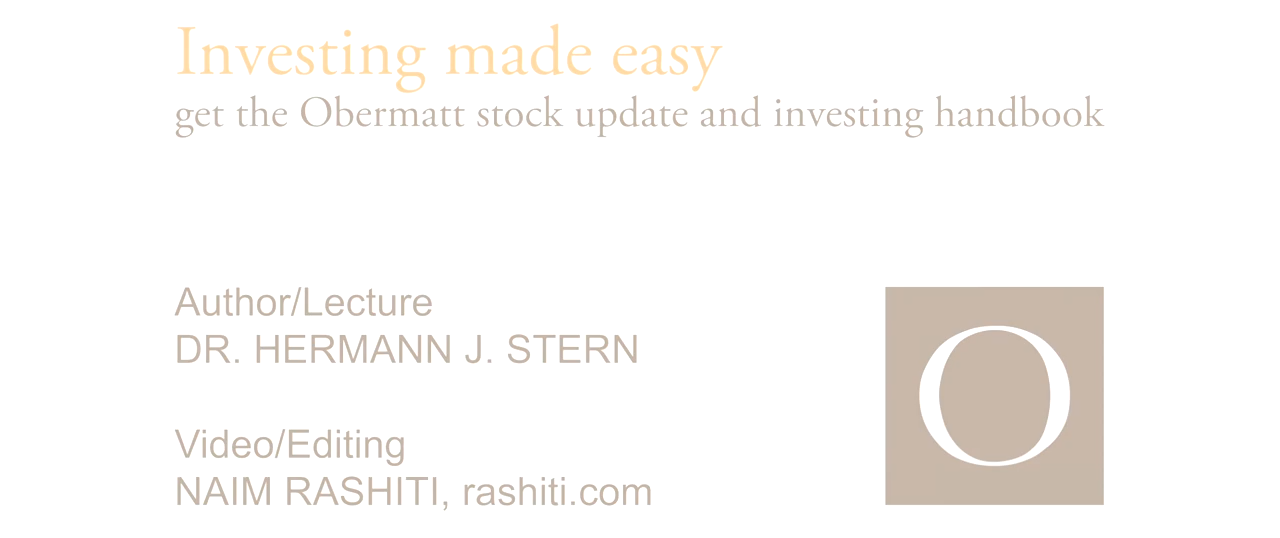 Investing made easy
get the Obermatt stock update and investing handbook
Author/Lecture
DR. HERMANN J. STERN
Video/Editing
NAIM RASHITI, rashiti.com
O